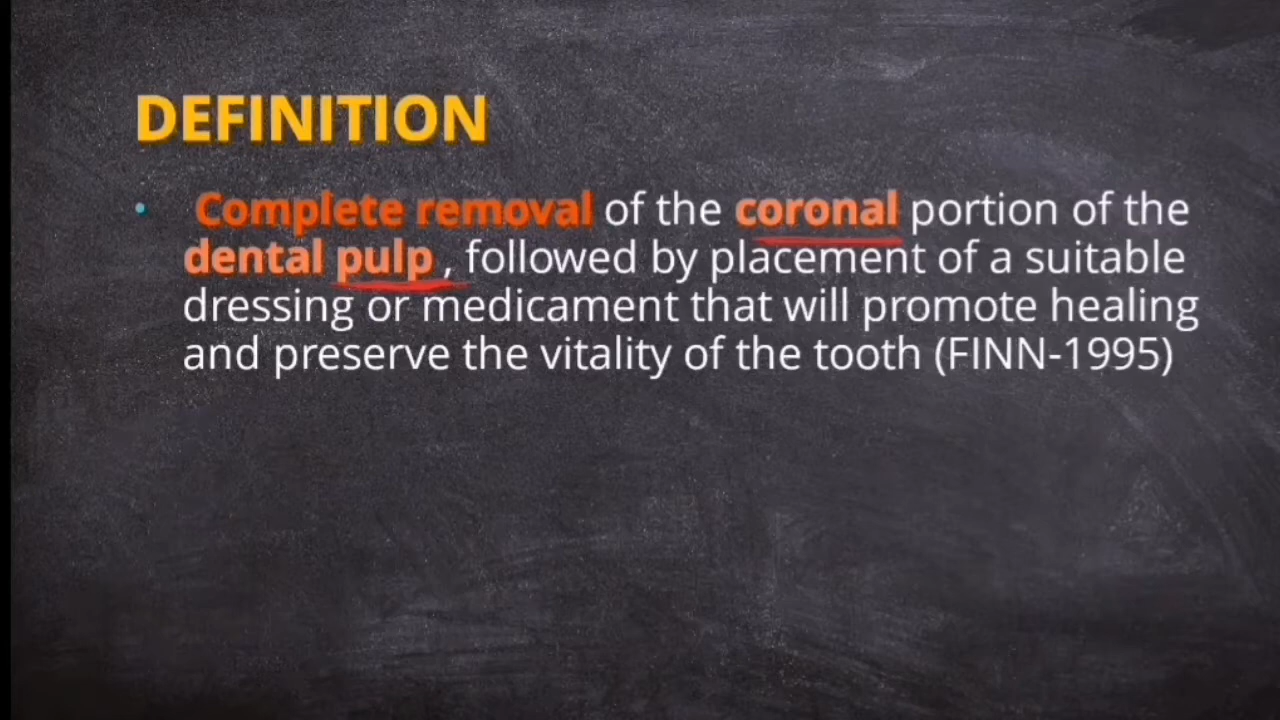 DEFINITION
• Complete removal of the coronal portion of the
dental pulp , followed by placement of a suitable
dressing or medicament that will promote healing
and preserve the vitality of the tooth (FINN-1995)